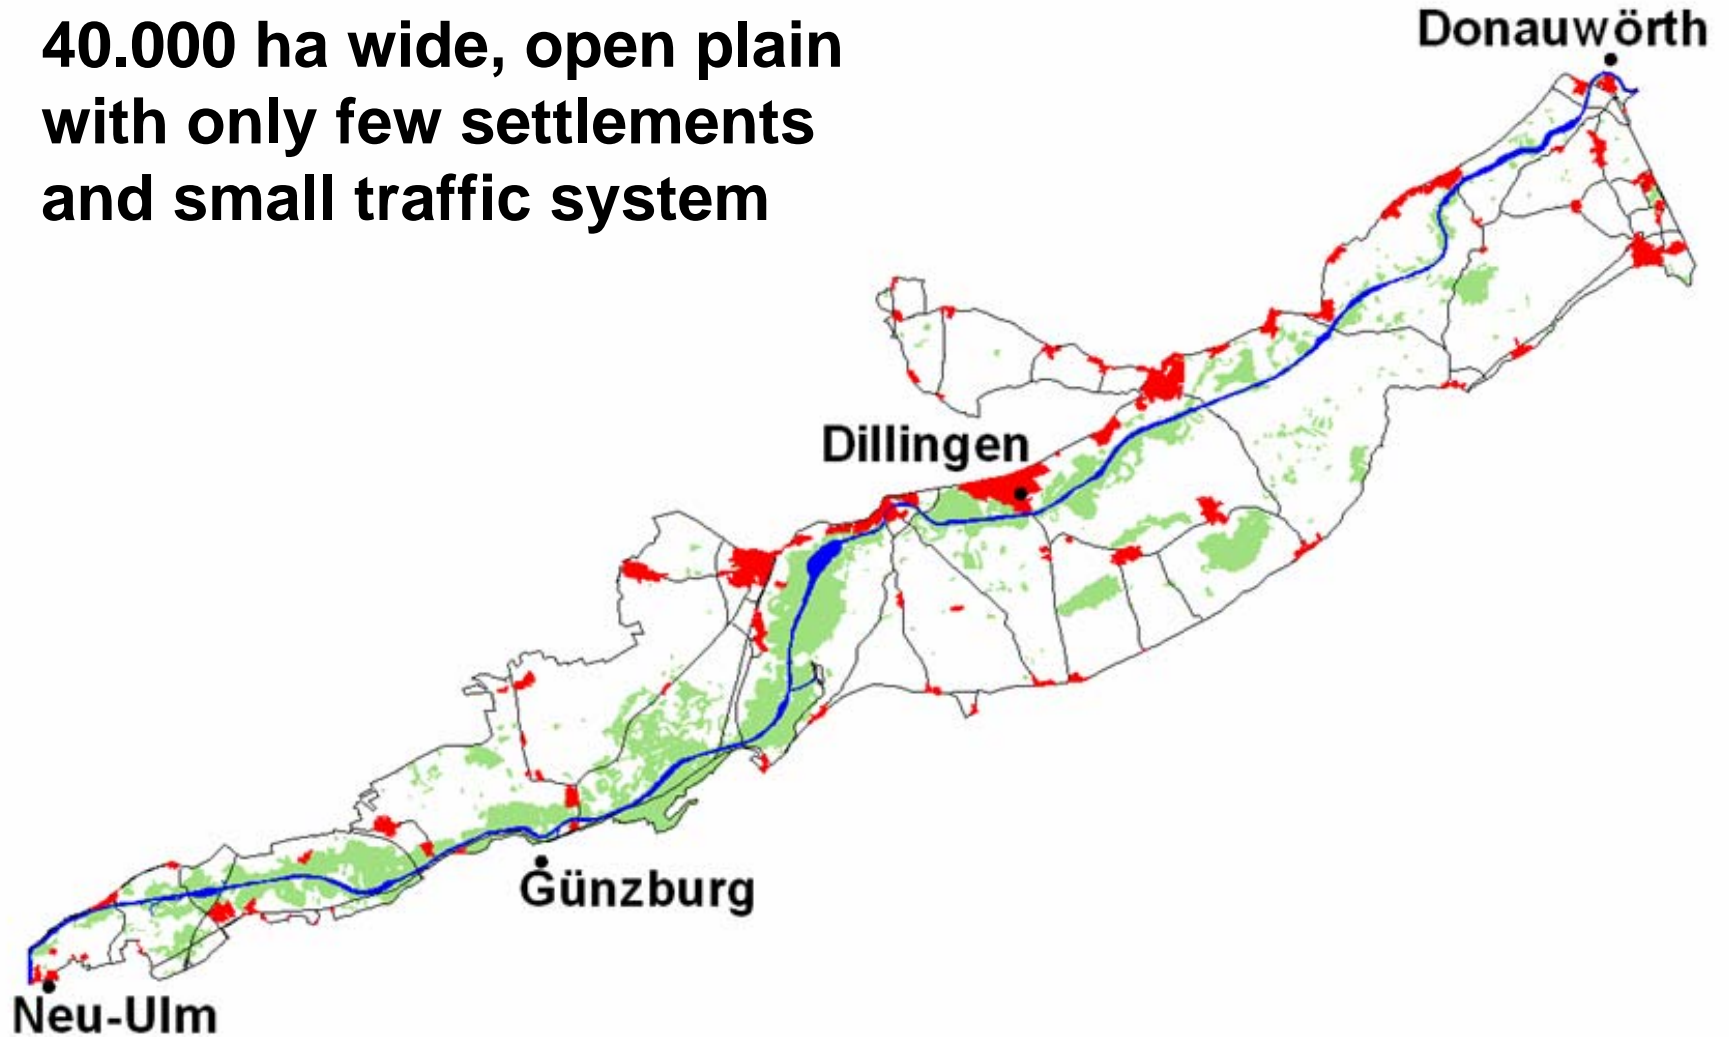 40.000 ha wide, open plain
with only few settlements
and small traffic system
Donauwörth
Dillingen
Günzburg
Neu-Ulm